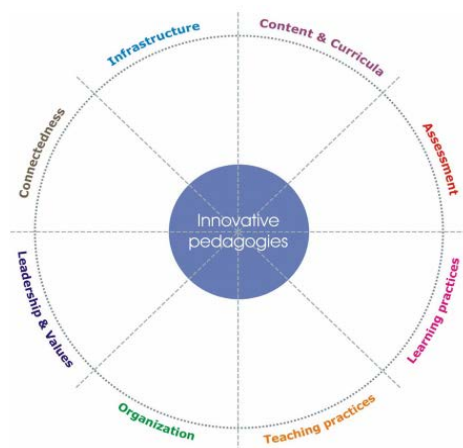 Infrastructure
Content & Curricula
Connectedness
Assessment
Innovative
pedagogies
Leadership & Values
Learning practices
Organization
Teaching practices